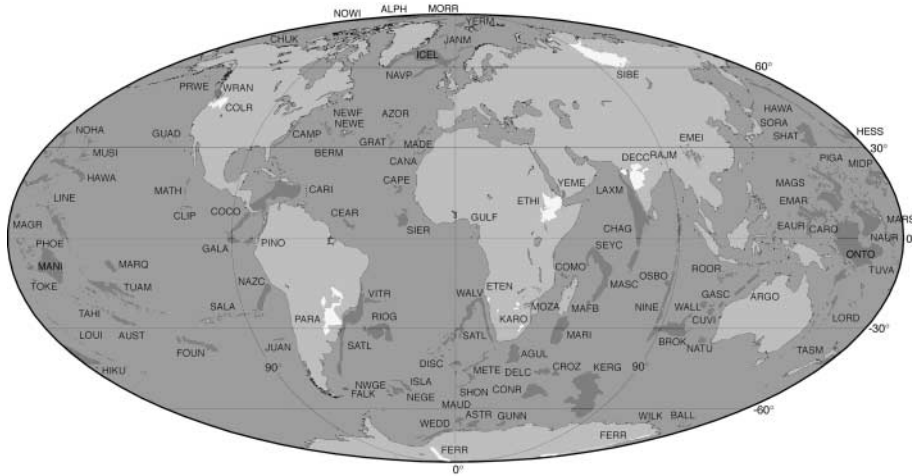 ALPH MORR
NOWI YERM
CHUK JANM
ICEL
60°
NAVP SIBE
PRWE WRAN
COLR HAWA
NEWF AZOR SORA
NOHA GUAD NEWE SHAT HESS
CAMP GRAT MADE EMEI 30°
MUSI BERM DECC RAJM PIGA MIDP
HAWA CANA
MATH CARI CAPE YEME LAXM MAGS
LINE ETHI EMAR
CLIP COCO CEAR GULF MARS
MAGR SIER CHAG EAUR CARO NAUR 0
PHOE GALA PINO SEYC ONTO
MANI MARQ COMO ROOR TUVA
TOKE TUAM NAZC VITR WALV ETEN MASC OSBO GASC ARGO
SALA MOZA MAFB NINE WALL
TAHI PARA RIOG KARO CUVI LORD
LOUI AUST SATL SATL MARI BROK -30°
FOUN JUAN AGUL NATU TASM
HIKU 90° DISC METE DELC CROZ KERG 90°
NWGE ISLA
FALK NEGE SHON CONR
MAUD -60°
WEDD ASTR GUNN WILK BALL
FERR FERR
0°